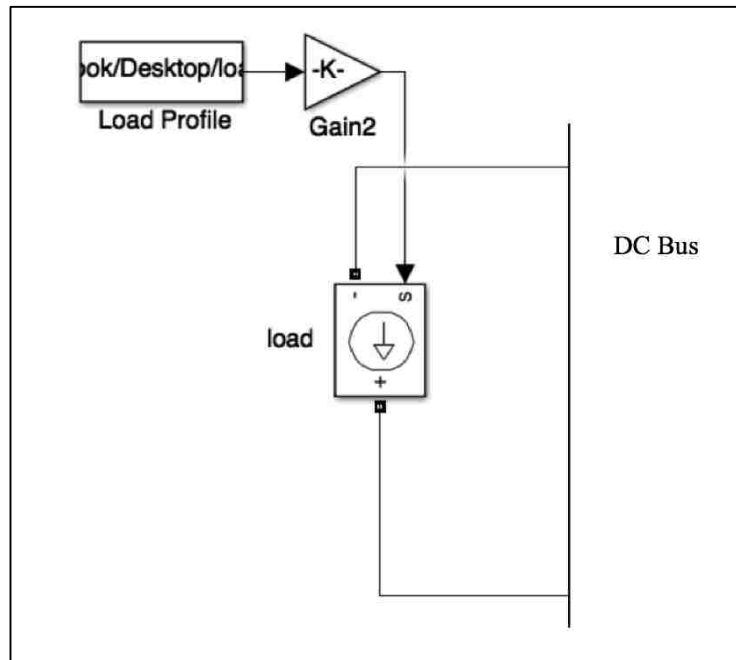 ook/Desktop/loa
Load Profile
-K-
Gain2
DC Bus
- s
load
+